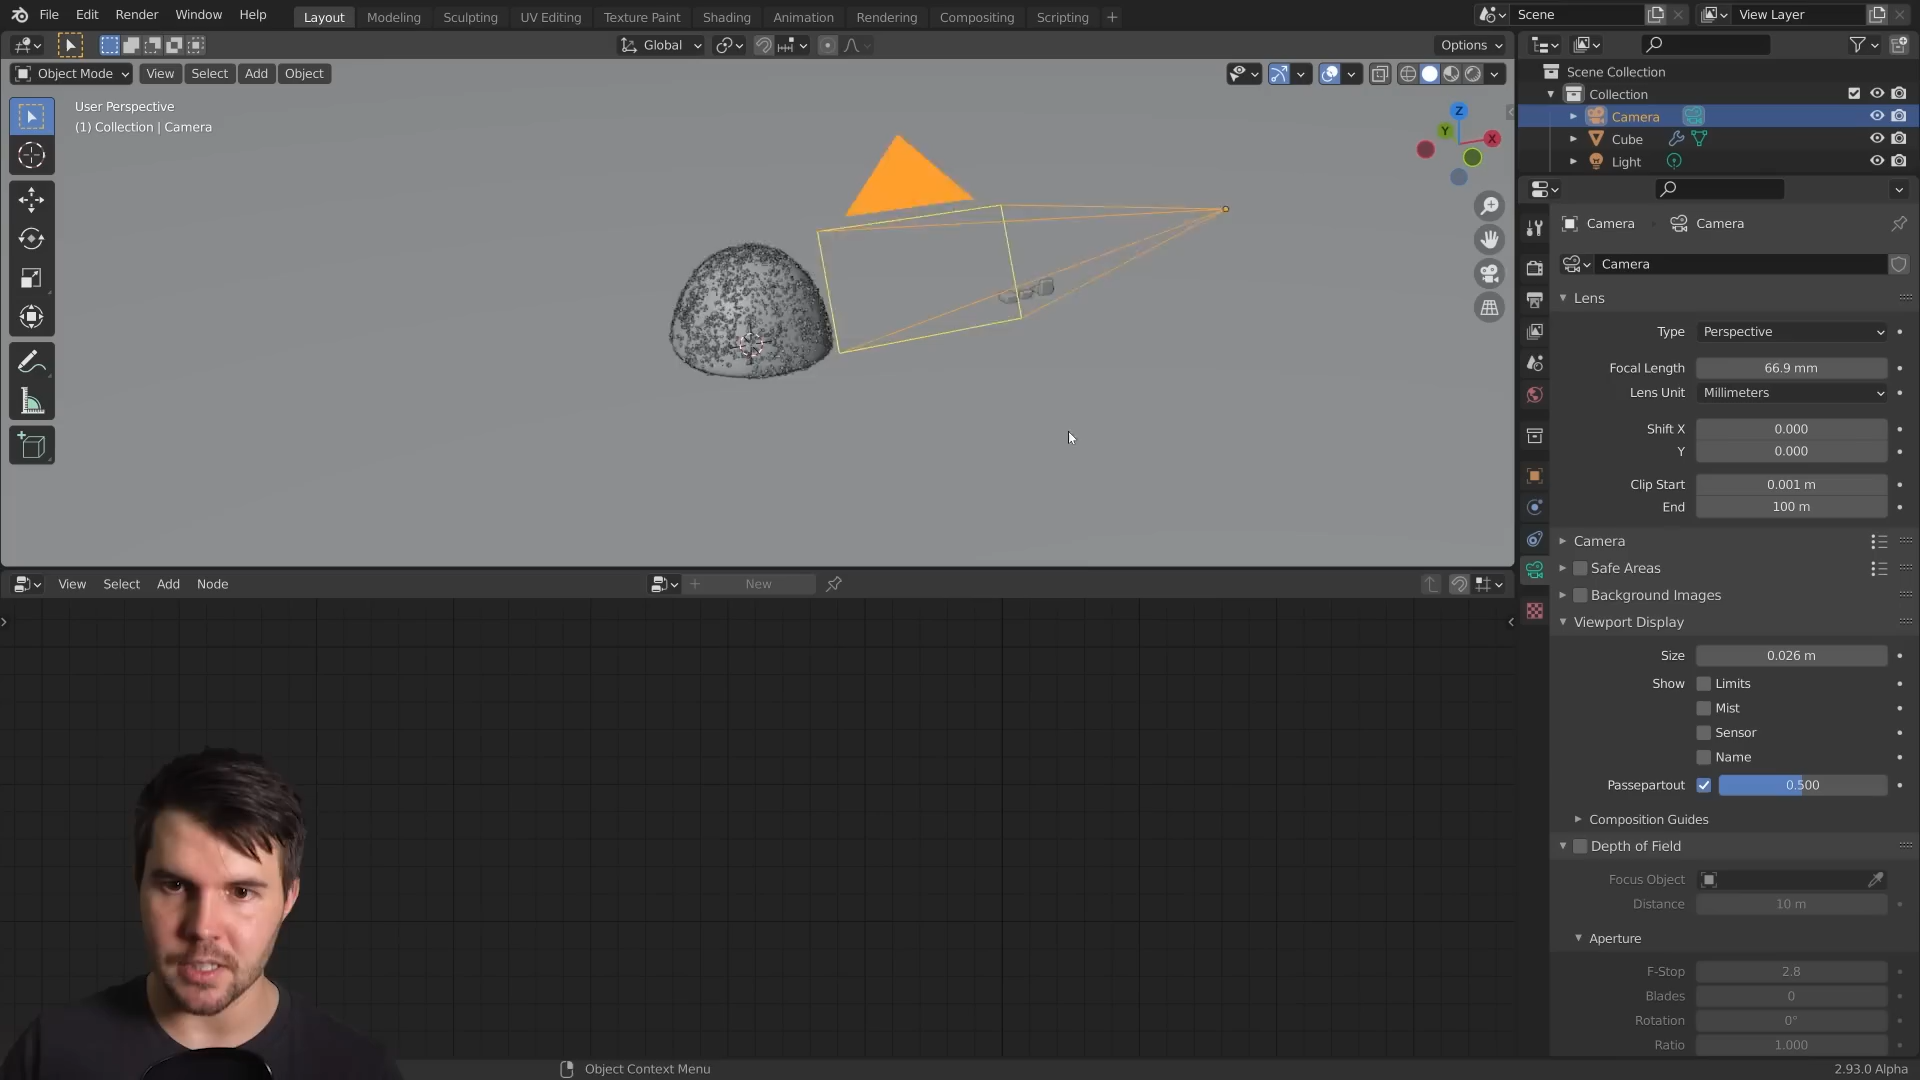 File Edit Render Window Help
Layout Modeling Sculpting UV Editing Texture Paint Shading Animation Rendering Compositing Scripting +
Scene
View Layer
Global
Options
Object Mode View Select Add Object
User Perspective
(1) Collection | Camera
Z
Y
X
Scene Collection
Collection
Camera
Cube
Light
Camera Camera
Camera
Lens
Type Perspective
Focal Length 66.9 mm
Lens Unit Millimeters
Shift X 0.000
Y 0.000
Clip Start 0.001 m
End 100 m
Camera
Safe Areas
Background Images
Viewport Display
Size 0.026 m
Show Limits
Mist
Sensor
Name
Passepartout 0.500
Composition Guides
Depth of Field
Focus Object
Distance 10 m
Aperture
F-Stop 2.8
Blades 0
Rotation 0°
Ratio 1.000
View Select Add Node
+ New
Object Context Menu
2.93.0 Alpha